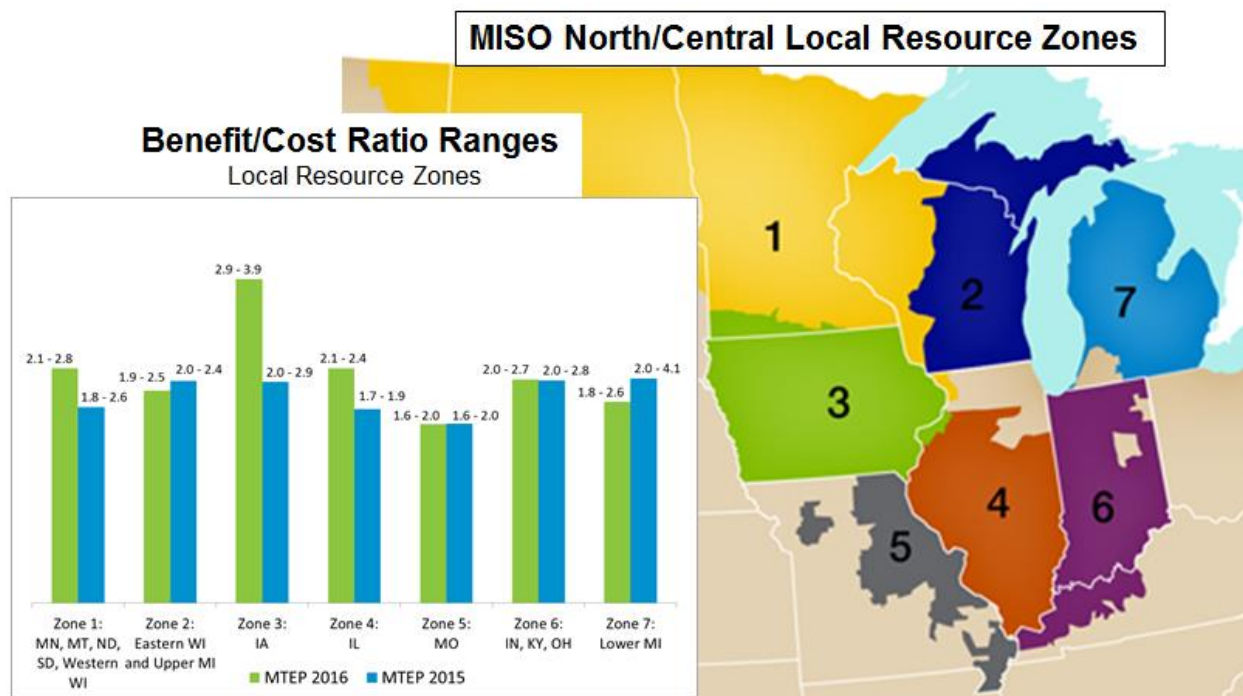 MISO North/Central Local Resource Zones
Benefit/Cost Ratio Ranges
Local Resource Zones
2.1 - 2.8
1.8 - 2.6
1.9 - 2.5
2.0 - 2.4
2.9 - 3.9
2.0 - 2.9
2.1 - 2.4
1.7 - 1.9
1.6 - 2.0
1.6 - 2.0
2.0 - 2.7
2.0 - 2.8
1.8 - 2.6
2.0 - 4.1
Zone 1:
MN, MT, ND,
SD, Western
WI
Zone 2:
Eastern WI
and Upper MI
Zone 3:
IA
Zone 4:
IL
Zone 5:
MO
Zone 6:
IN, KY, OH
Zone 7:
Lower MI
MTEP 2016
MTEP 2015
1
2
7
3
4
6
5